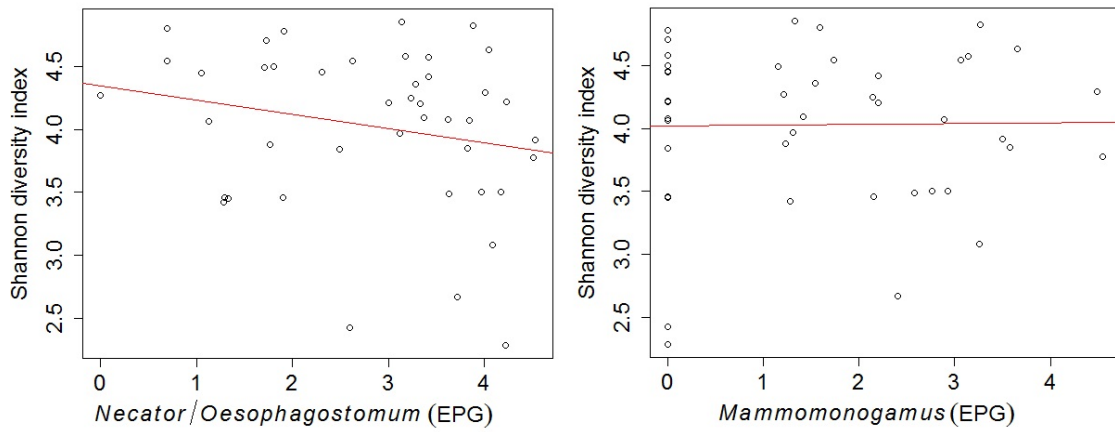 Shannon diversity index
4.5
4.0
3.5
3.0
2.5
0 1 2 3 4
Necator/Oesophagostomum (EPG)
Shannon diversity index
4.5
4.0
3.5
3.0
2.5
0 1 2 3 4
Mammomonogamus (EPG)